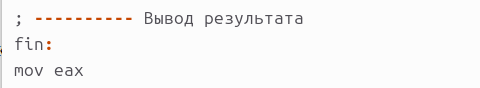 ; ---------- Вывод результата
fin:
mov eax